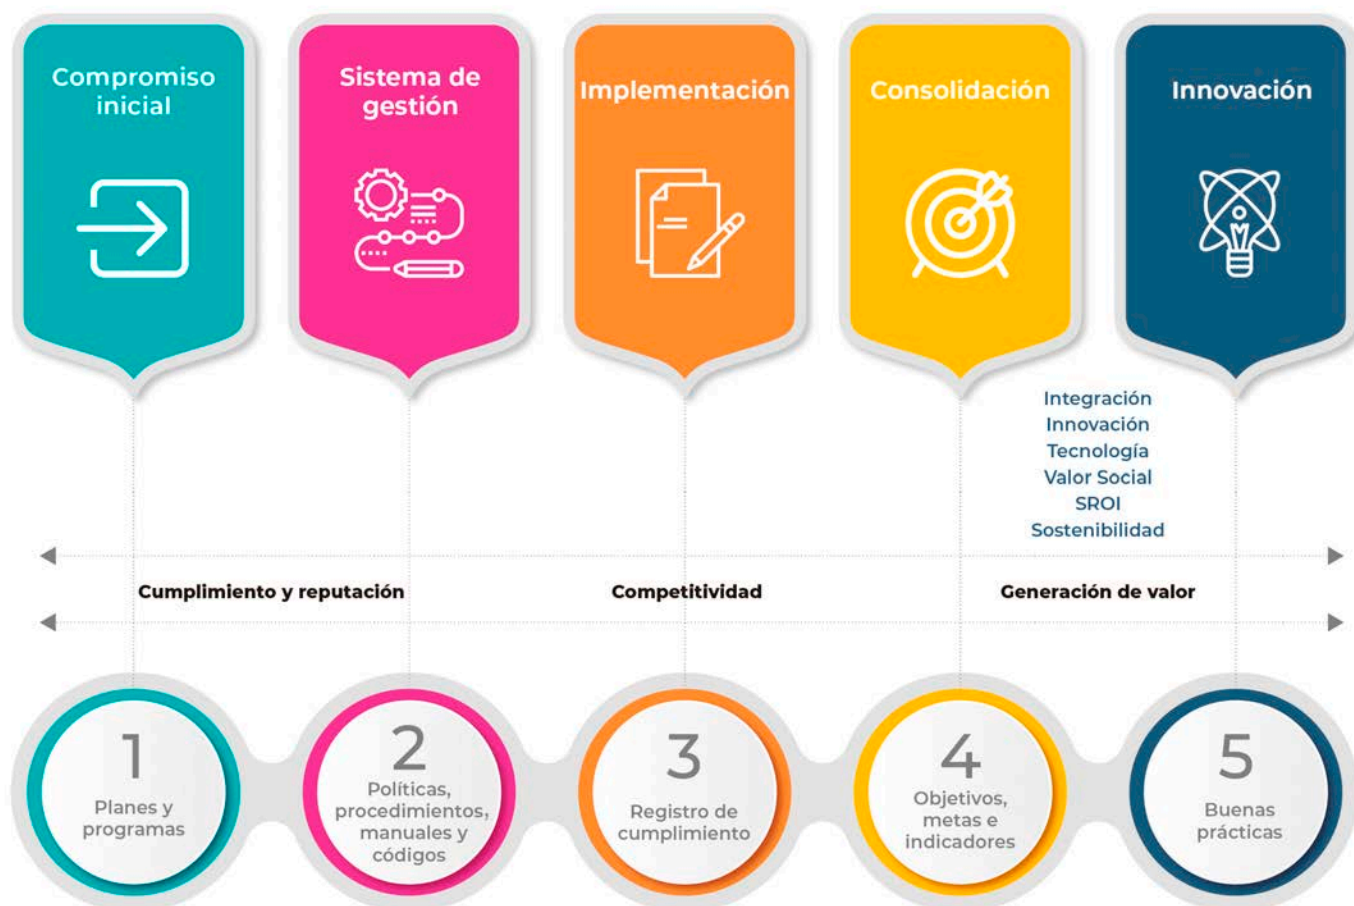 Compromiso
inicial
Sistema de
gestión
Implementación
Consolidación
Innovación
Integración
Innovación
Tecnología
Valor Social
SROI
Sostenibilidad
Cumplimiento y reputación
Competitividad
Generación de valor
1
Planes y
programas
2
Políticas,
procedimientos,
manuales y
códigos
3
Registro de
cumplimiento
4
Objetivos,
metas e
indicadores
5
Buenas
prácticas